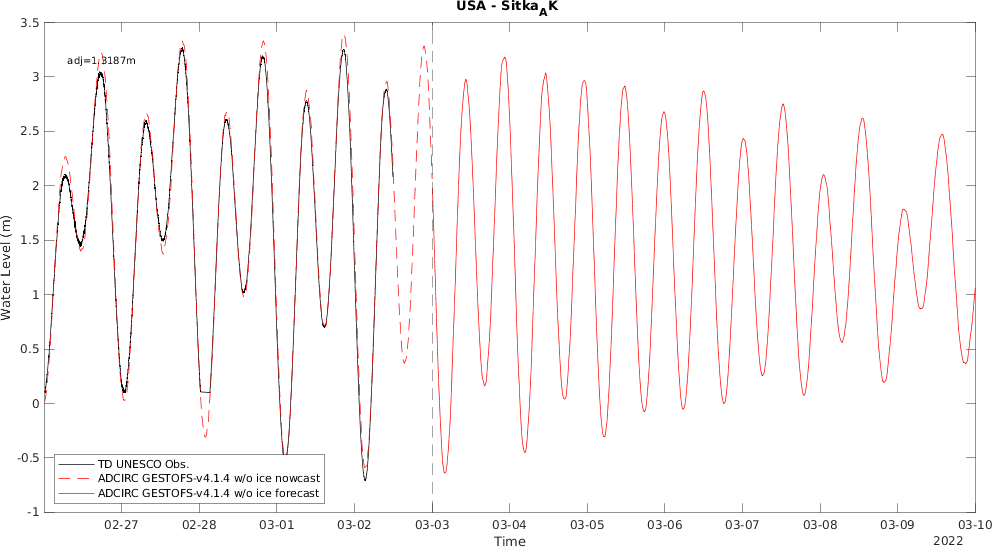 USA - Sitka_AK
3.5
adj=1.3187m
3
2.5
2
1.5
1
0.5
0
-0.5
-1
Water Level (m)
TD UNESCO Obs.
ADCIRC GESTOFS-v4.1.4 w/o ice nowcast
ADCIRC GESTOFS-v4.1.4 w/o ice forecast
02-27 02-28 03-01 03-02 03-03 03-04 03-05 03-06 03-07 03-08 03-09 03-10
Time
2022